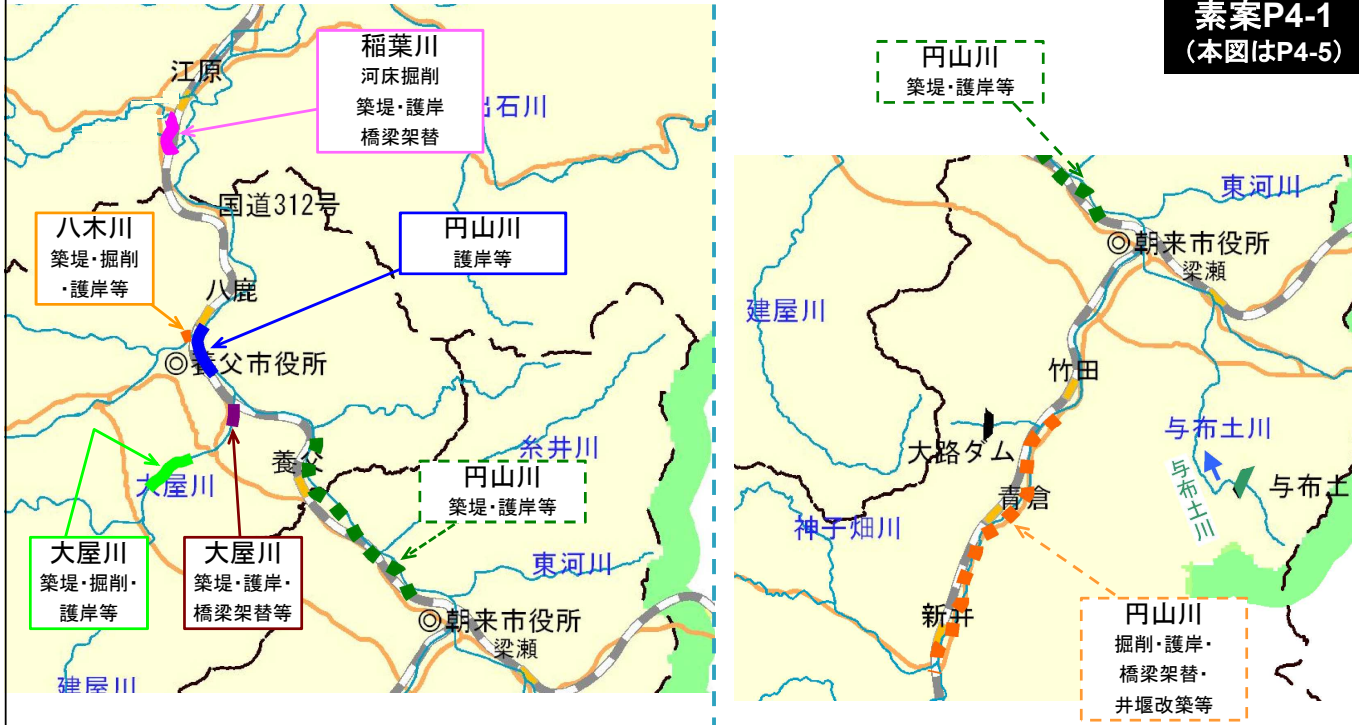 素案P4-1
(本図はP4-5)
江原
稲葉川
河床掘削
築堤・護岸
橋梁架替
出石川
国道312号
八木川
築堤・掘削
・護岸等
円山川
護岸等
八鹿
◎養父市役所
養父
糸井川
大屋川
円山川
築堤・護岸等
大屋川
築堤・掘削・
護岸等
大屋川
築堤・護岸・
橋梁架替等
東河川
◎朝来市役所
梁瀬
建屋川
円山川
築堤・護岸等
東河川
◎朝来市役所
梁瀬
建屋川
竹田
大路ダム
与布土川
与布土川
与布土
青倉
神子畑川
新井
円山川
掘削・護岸・
橋梁架替・
井堰改築等